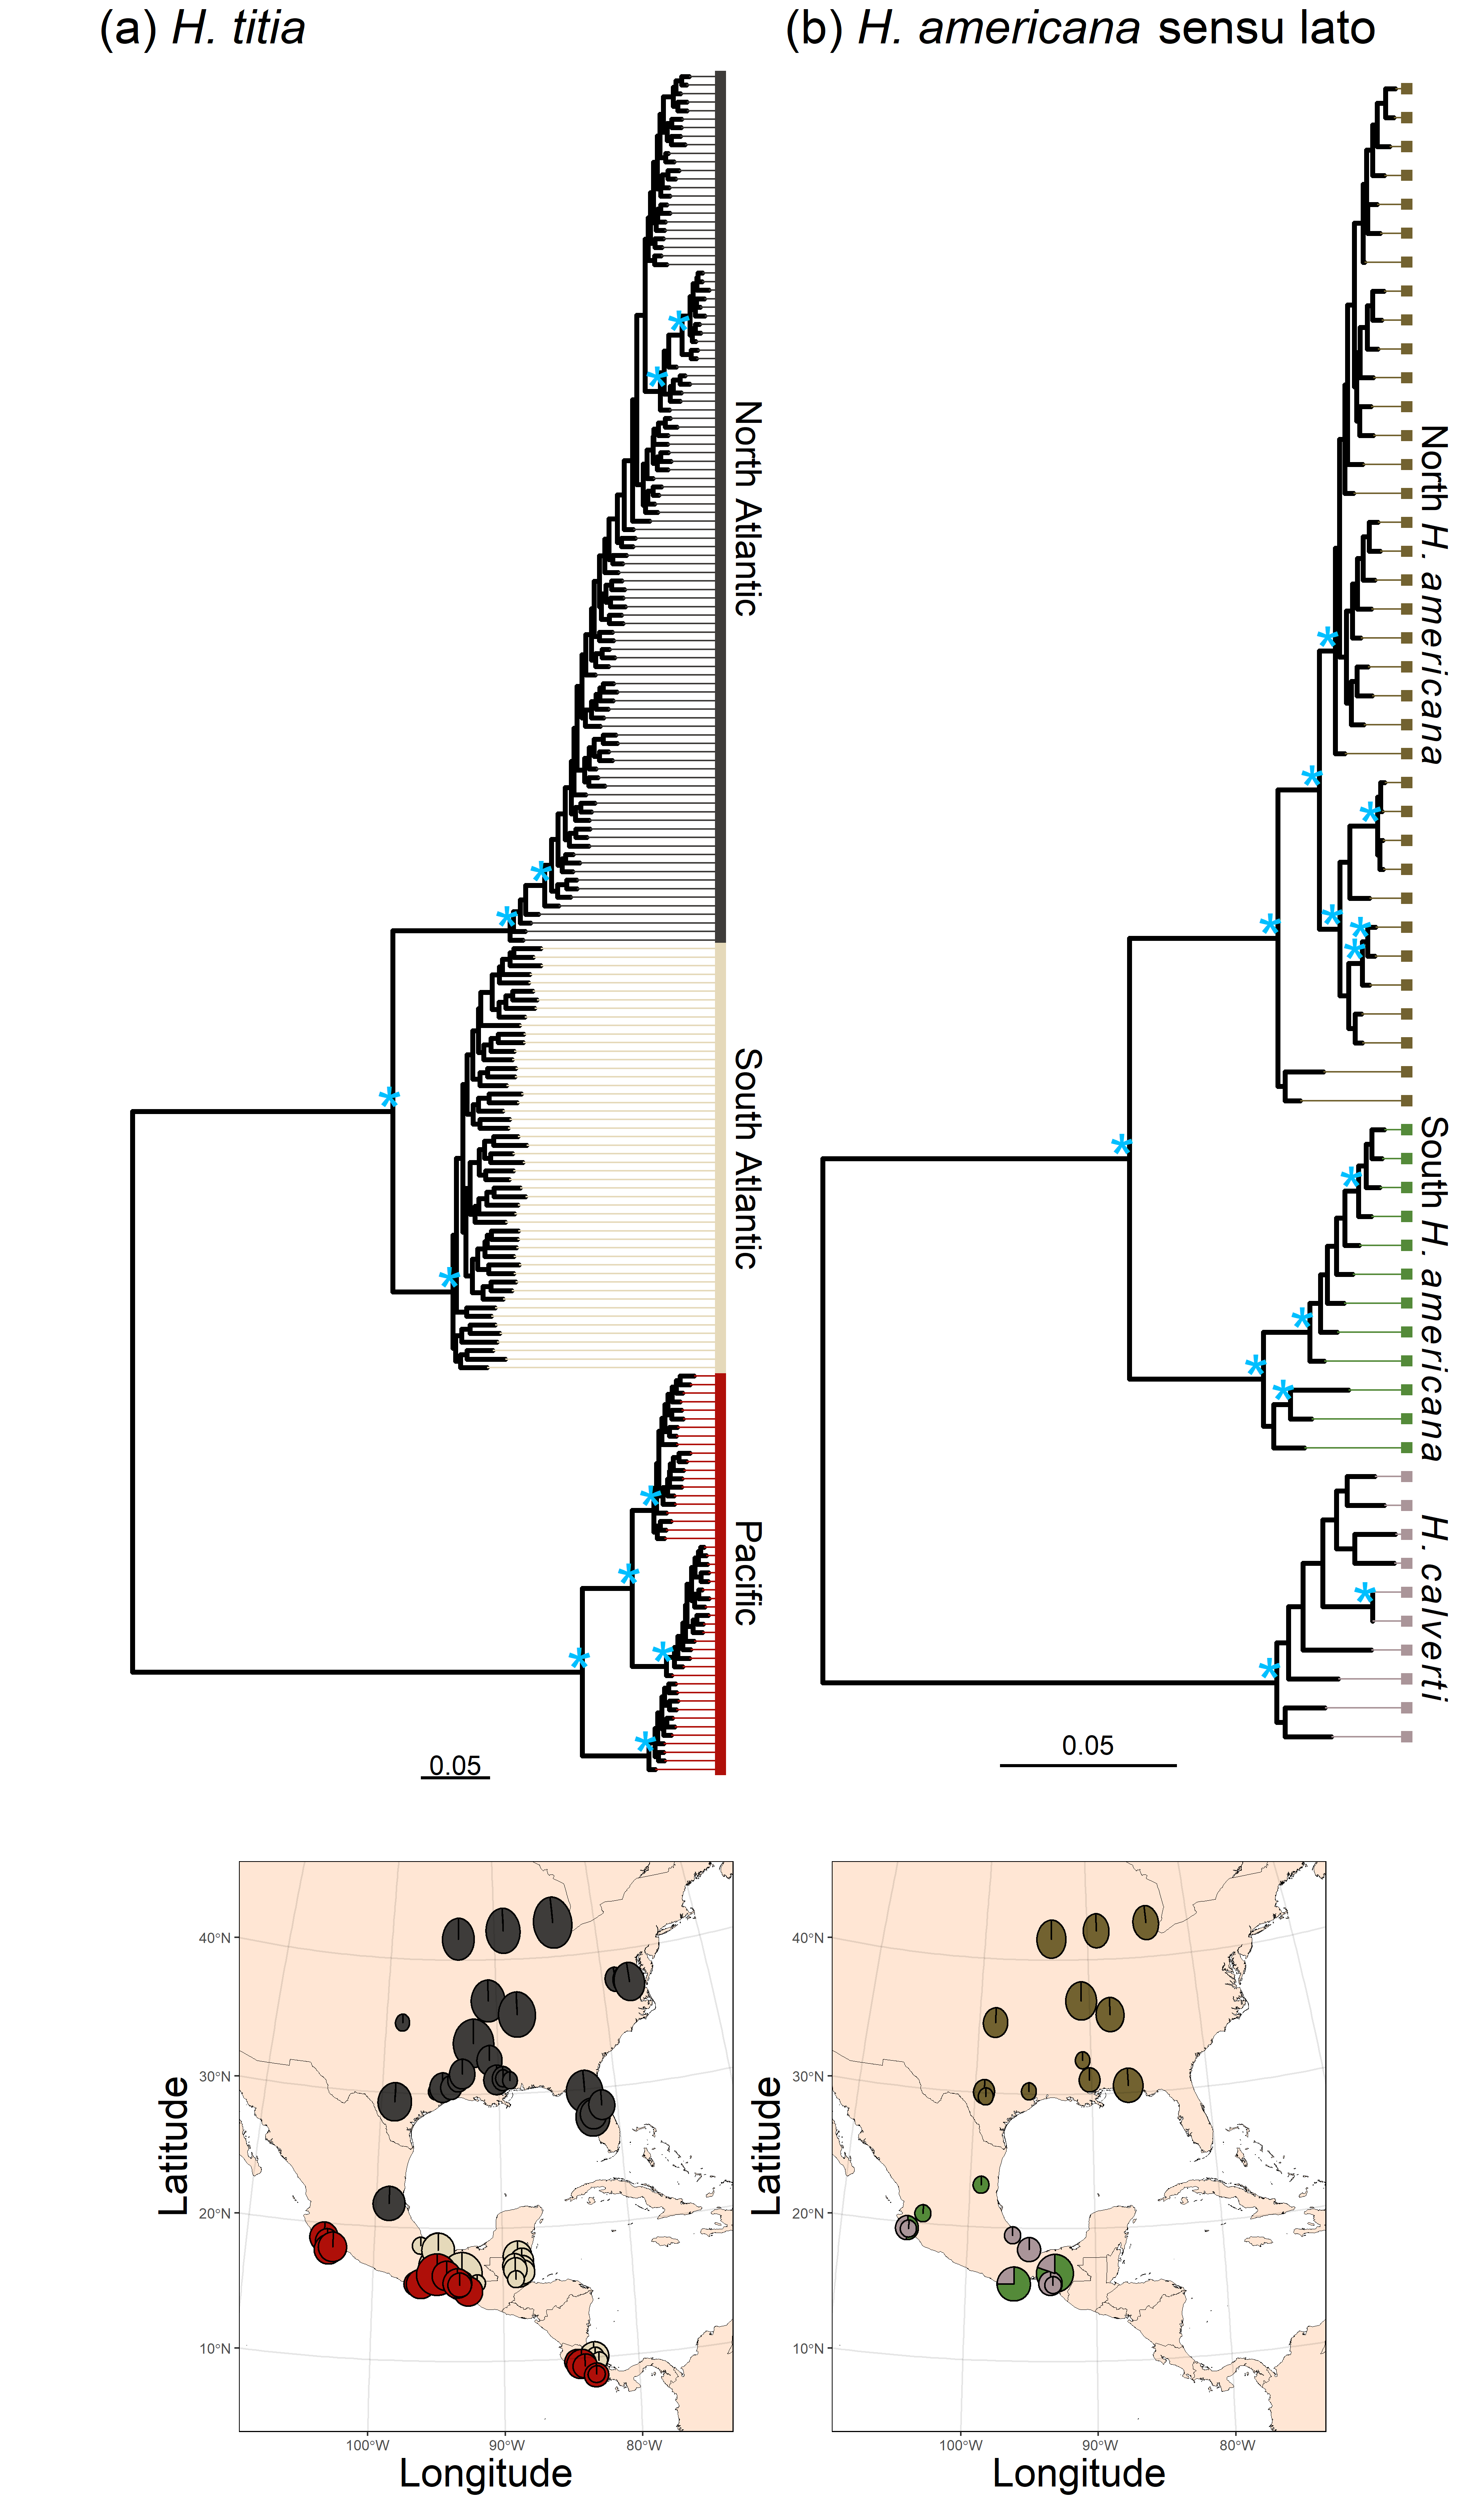 (a) H. titia
(b) H. americana sensu lato
North Atlantic
South Atlantic
Pacific
0.05
North H. americana
South H. americana
H. calverti
0.05
Latitude
40°N
30°N
20°N
10°N
100°W
90°W
80°W
Longitude
Latitupe
40°N
30°N
20°N
10°N
100°W
90°W
80°W
Longitude